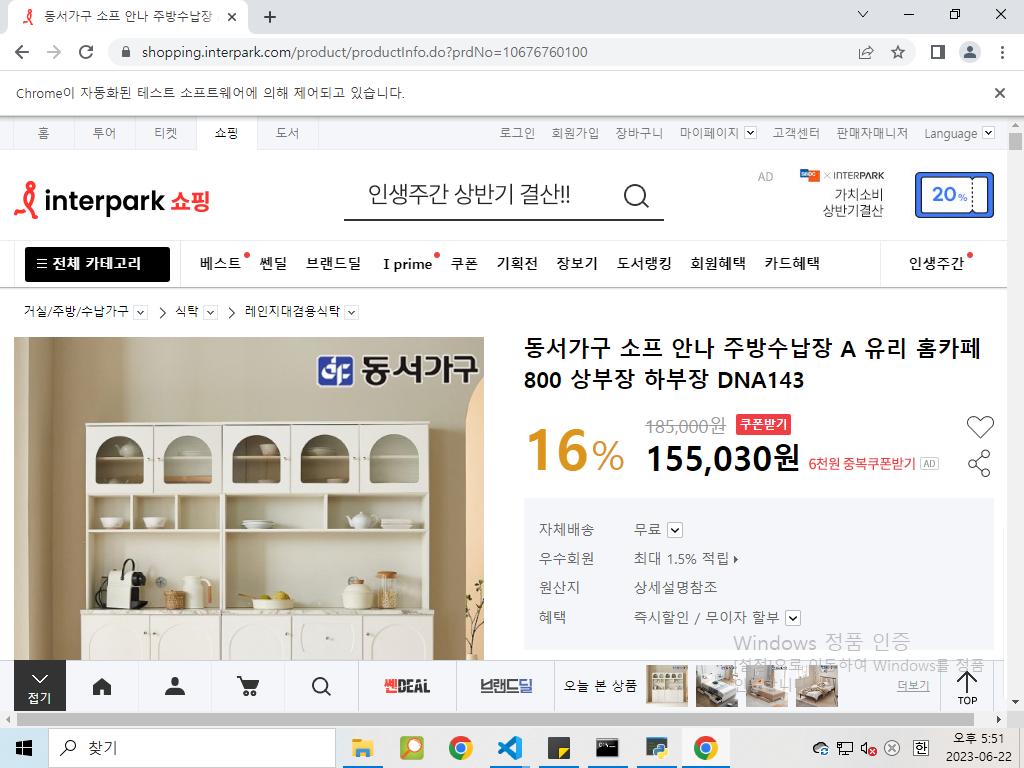 동서가구 소프 안나 주방수납장
shopping.interpark.com/product/productInfo.do?prdNo=10676760100
Chrome이 자동화된 테스트 소프트웨어에 의해 제어되고 있습니다.
홈 투어 티켓 쇼핑 도서 로그인 회원가입 장바구니 마이페이지 고객센터 판매자매니저 Language
interpark 쇼핑
인생주간 상반기 결산!!
AD
× INTERPARK
가치소비
상반기결산
20%
전체 카테고리 베스트 쎈딜 브랜드딜 I prime 쿠폰 기획전 장보기 도서랭킹 회원혜택 카드혜택 인생주간
거실/주방/수납가구 식탁 레인지대겸용식탁
동서가구
동서가구 소프 안나 주방수납장 A 유리 홈카페
800 상부장 하부장 DNA143
16%
185,000원 쿠폰받기
155,030원 6천원 중복쿠폰받기 AD
자체배송 무료
우수회원 최대 1.5% 적립
원산지 상세설명참조
혜택 즉시할인 / 무이자 할부
Windows 정품 인증
[설정]으로 이동하여 Windows를 정품
접기
쎈DEAL
브랜드딜
오늘 본 상품
더보기
TOP
찾기
한
오후 5:51
2023-06-22